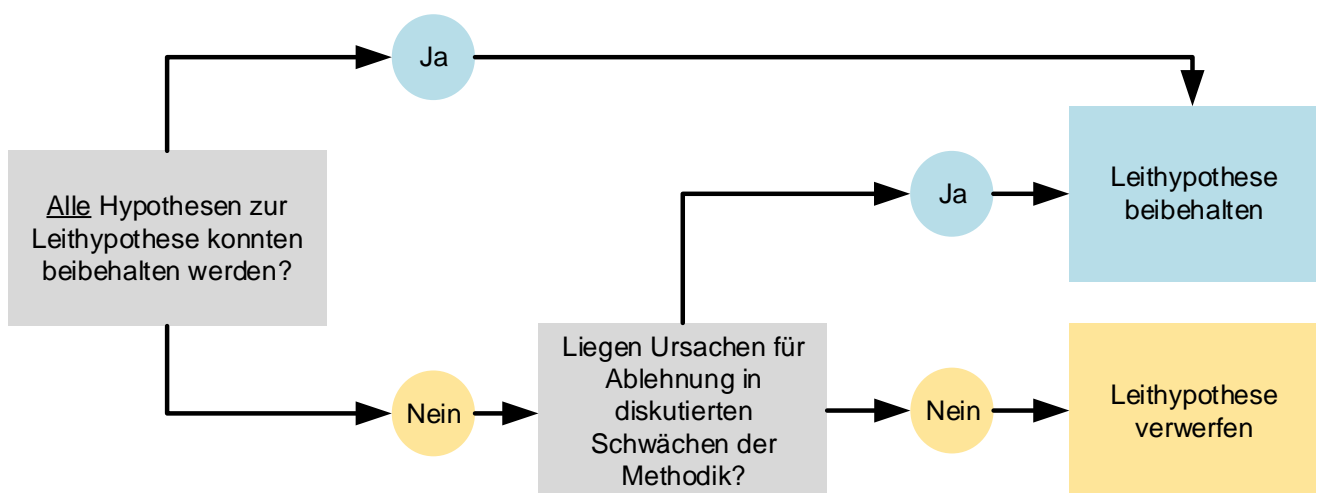 Ja
Alle Hypothesen zur
Leithypothese konnten
beibehalten werden?
Ja
Leithypothese
beibehalten
Nein
Liegen Ursachen für
Ablehnung in
diskutierten
Schwächen der
Methodik?
Nein
Leithypothese
verwerfen